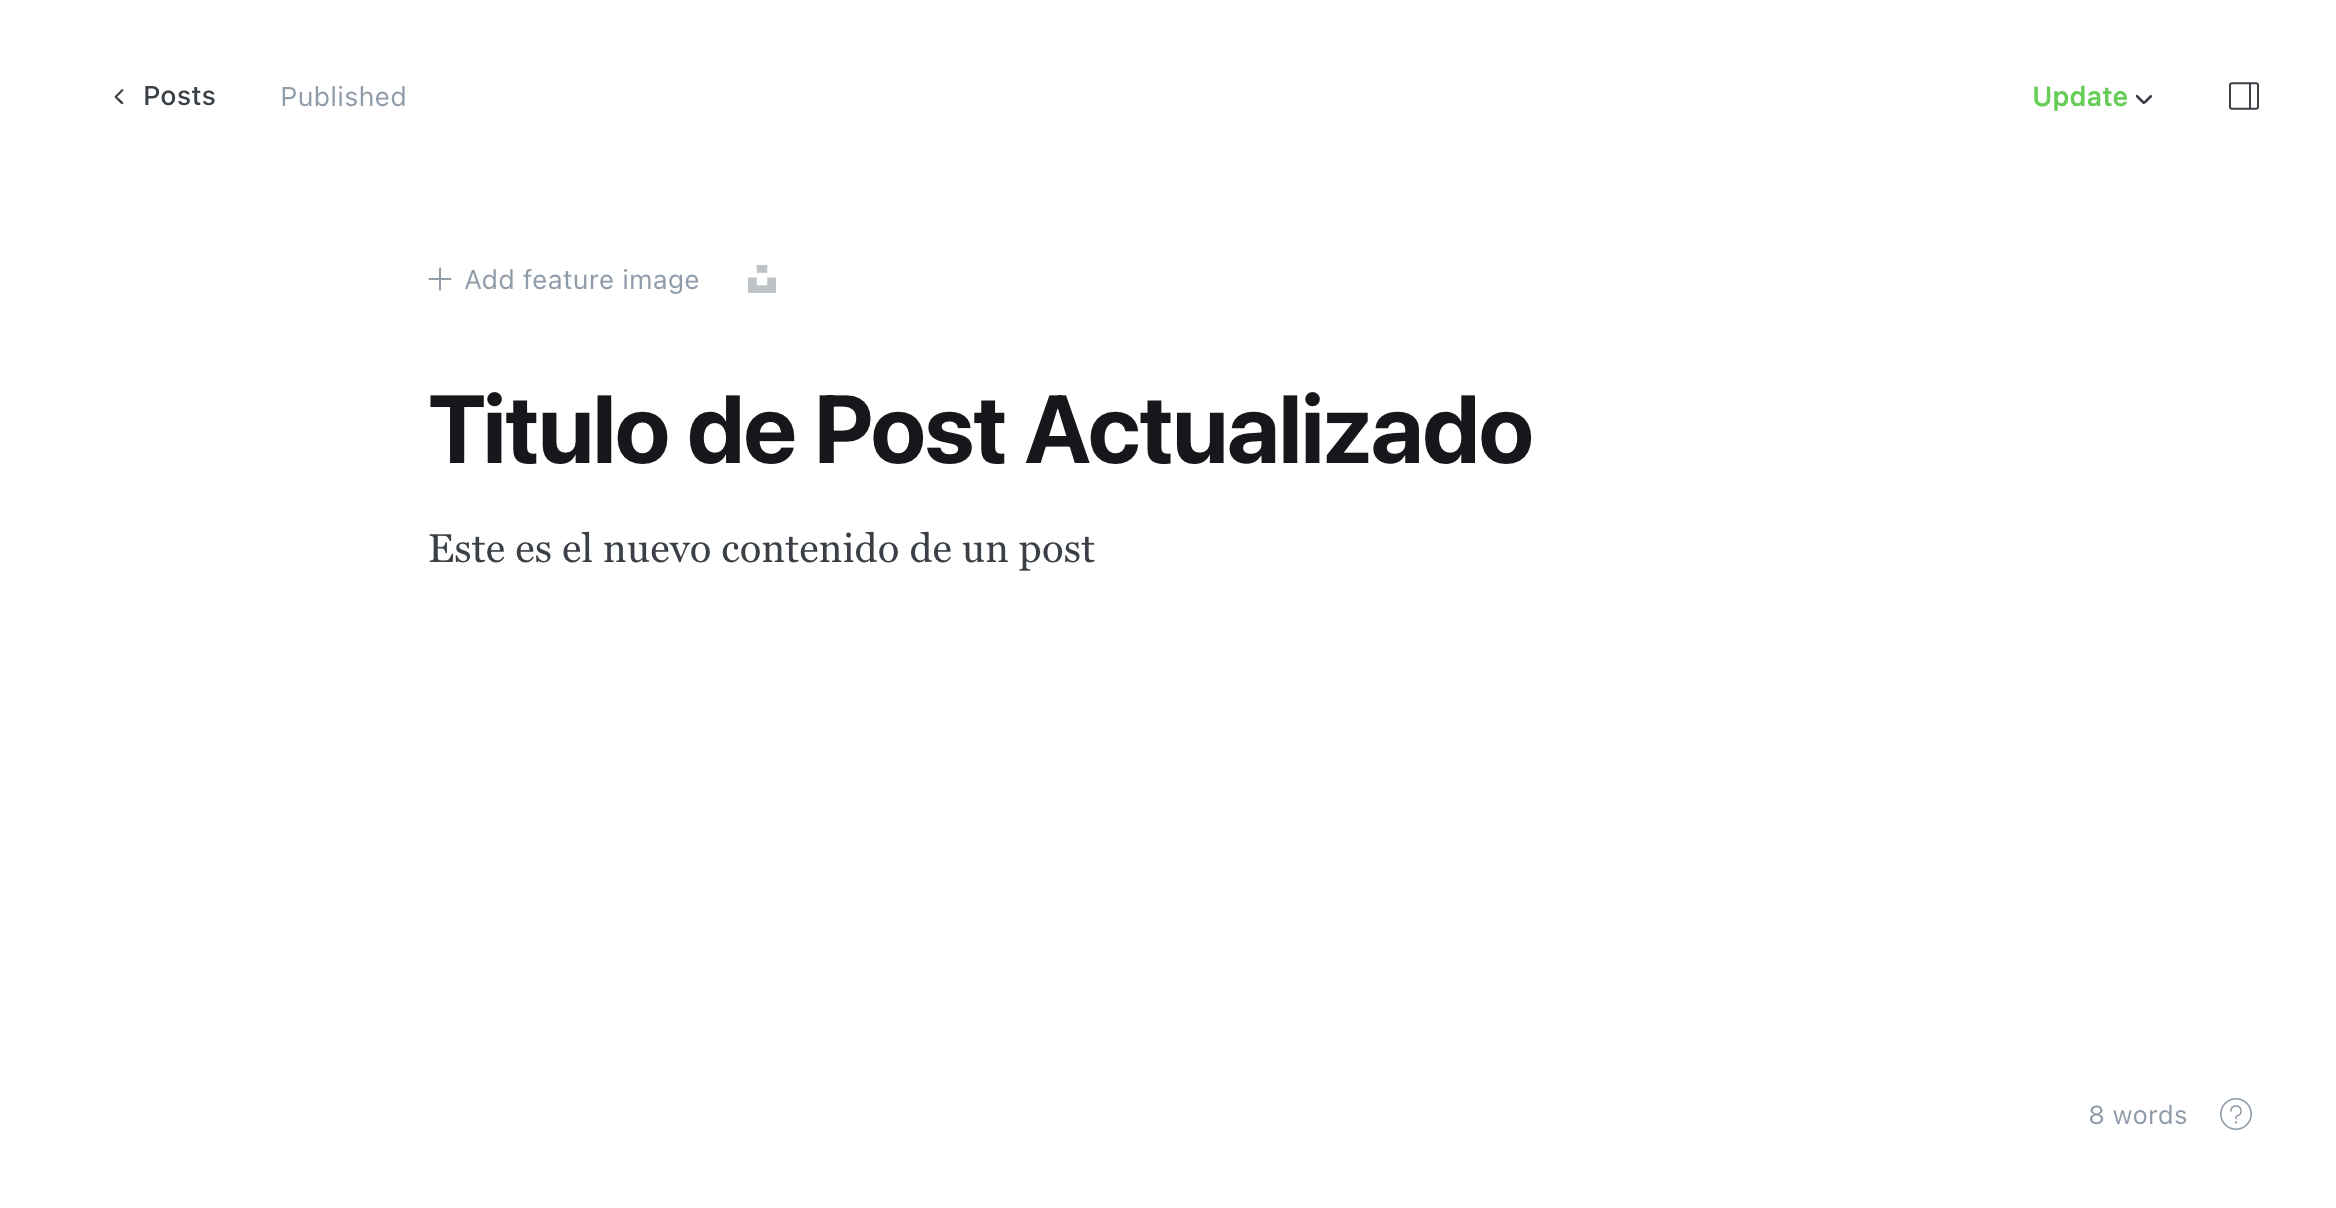 Posts
Published
Update
Add feature image
Titulo de Post Actualizado
Este es el nuevo contenido de un post
8 words
?